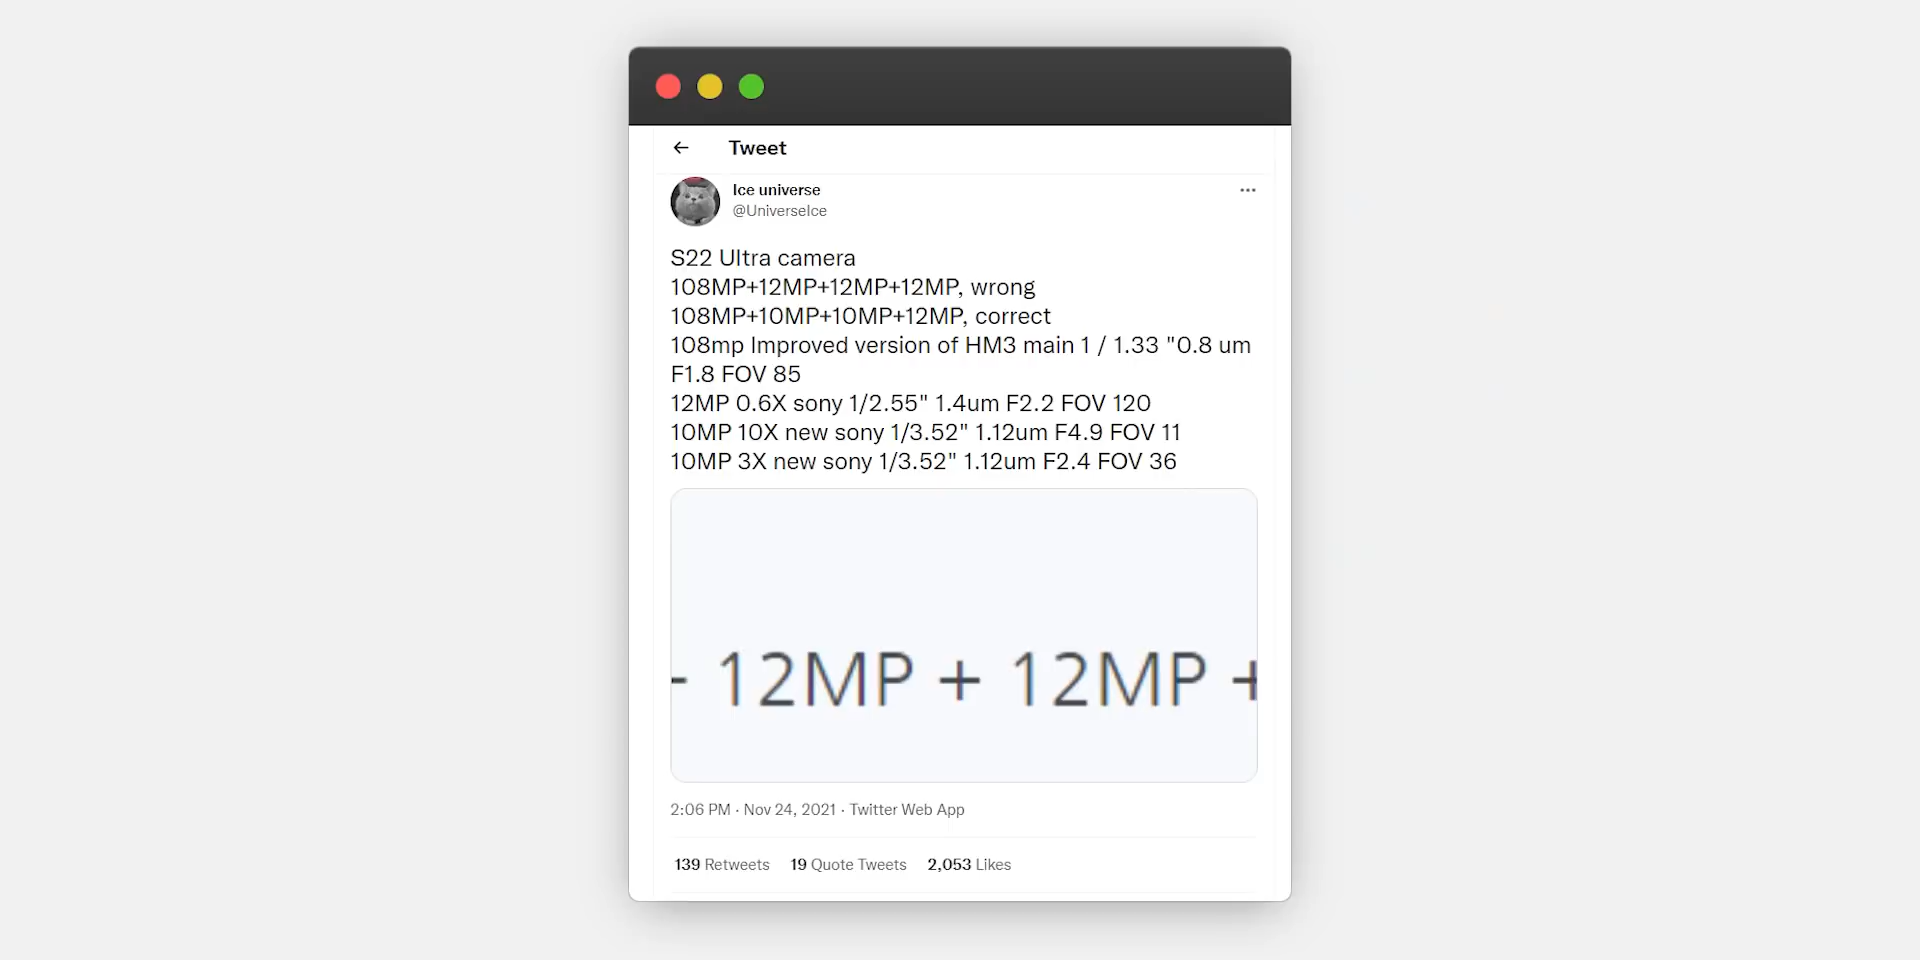 Tweet
Ice universe
@UniverseIce
S22 Ultra camera
108MP+12MP+12MP+12MP, wrong
108MP+10MP+10MP+12MP, correct
108mp Improved version of HM3 main 1 / 1.33 "0.8 um
F1.8 FOV 85
12MP 0.6X sony 1/2.55" 1.4um F2.2 FOV 120
10MP 10X new sony 1/3.52" 1.12um F4.9 FOV 11
10MP 3X new sony 1/3.52" 1.12um F2.4 FOV 36
+ 12MP + 12MP +
2:06 PM · Nov 24, 2021 · Twitter Web App
139 Retweets 19 Quote Tweets 2,053 Likes